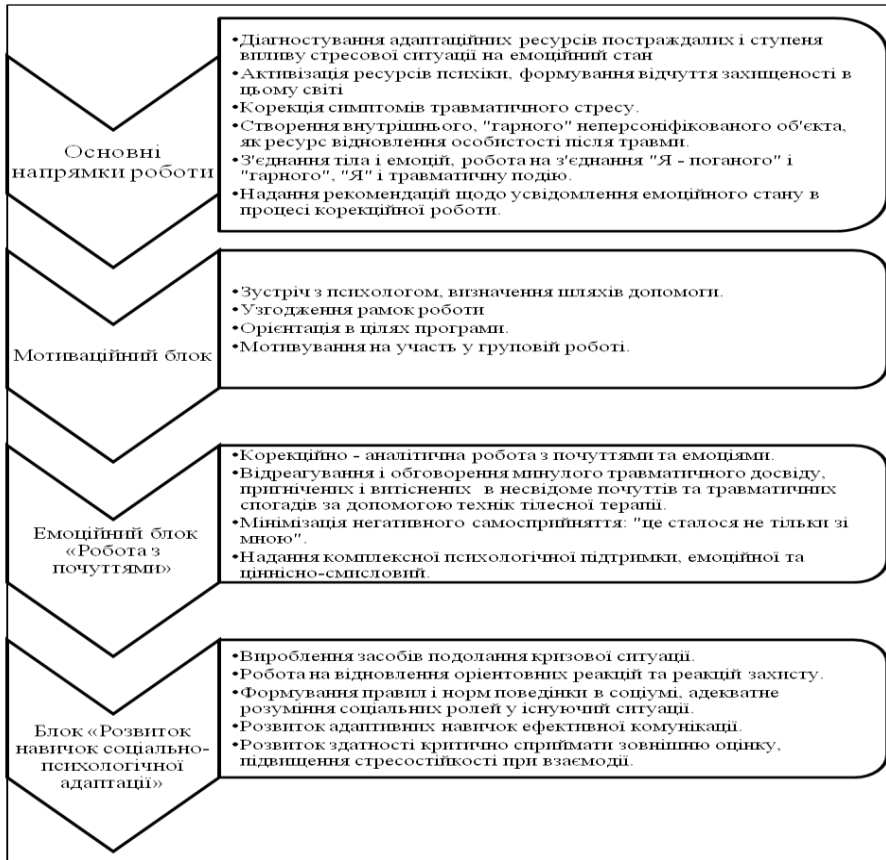 Основні
напрямки роботи
•Діагностування адаптаційних ресурсів постраждалих і ступеня
впливу стресової ситуації на емоційний стан
•Активізація ресурсів психіки, формування відчуття захищеності в
цьому світі
•Корекція симптомів травматичного стресу.
•Створення внутрішнього, "гарного" неперсоніфікованого об'єкта,
як ресурс відновлення особистості після травми.
•З'єднання тіла і емоцій, робота на з'єднання "Я - поганого" і
"гарного", "Я" і травматичну подію.
•Надання рекомендацій щодо усвідомлення емоційного стану в
процесі корекційної роботи.
Мотиваційний блок
•Зустріч з психологом, визначення шляхів допомоги.
•Узгодження рамок роботи
•Орієнтація в цілях програми.
•Мотивування на участь у груповій роботі.
Емоційний блок
«Робота з
почуттями»
•Корекційно - аналітична робота з почуттями та емоціями.
•Відреагування і обговорення минулого травматичного досвіду,
пригнічених і витіснених в несвідоме почуттів та травматичних
спогадів за допомогою технік тілесної терапії.
•Мінімізація негативного самосприйняття: "це сталося не тільки зі
мною".
•Надання комплексної психологічної підтримки, емоційної та
ціннісно-смисловий.
Блок «Розвиток
навичок соціально-
психологічної
адаптації»
•Вироблення засобів подолання кризової ситуації.
•Робота на відновлення орієнтовних реакцій та реакцій захисту.
•Формування правил і норм поведінки в соціумі, адекватне
розуміння соціальних ролей у існуючий ситуації.
•Розвиток адаптивних навичок ефективної комунікації.
•Розвиток здатності критично сприймати зовнішню оцінку,
підвищення стресостійкості при взаємодії.